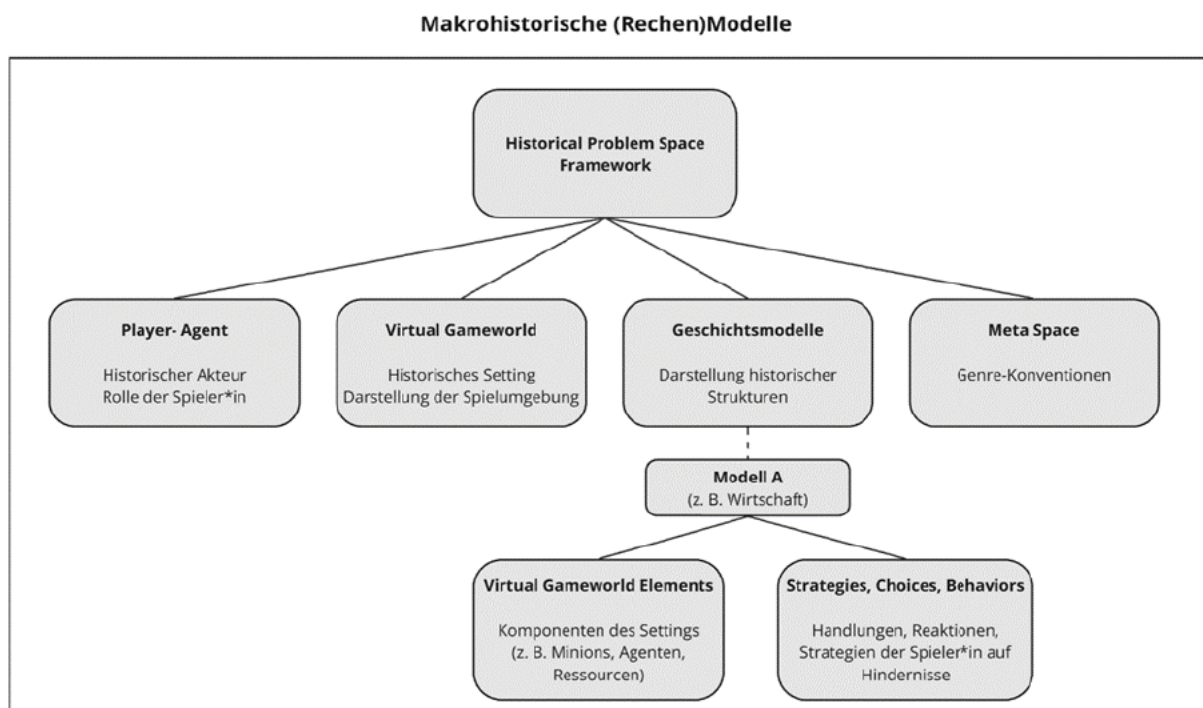 Makrohistorische (Rechen)Modelle
Historical Problem Space
Framework
Player- Agent
Historischer Akteur
Rolle der Spieler*in
Virtual Gameworld
Historisches Setting
Darstellung der Spielumgebung
Geschichtsmodelle
Darstellung historischer
Strukturen
Meta Space
Genre-Konventionen
Modell A
(z. B. Wirtschaft)
Virtual Gameworld Elements
Komponenten des Settings
(z. B. Minions, Agenten,
Ressourcen)
Strategies, Choices, Behaviors
Handlungen, Reaktionen,
Strategien der Spieler*in auf
Hindernisse